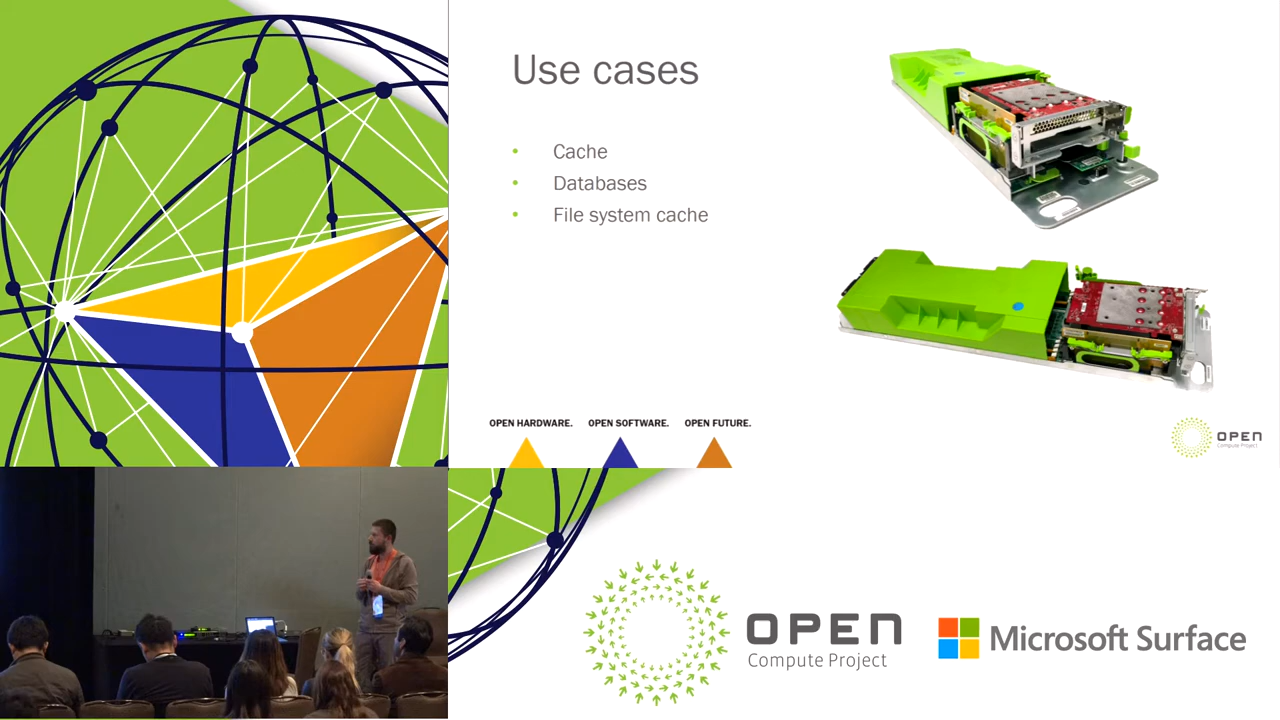 Use cases
• Cache
• Databases
• File system cache
OPEN HARDWARE. OPEN SOFTWARE. OPEN FUTURE.
OPEN
Compute Project
OPEN
Compute Project
Microsoft Surface